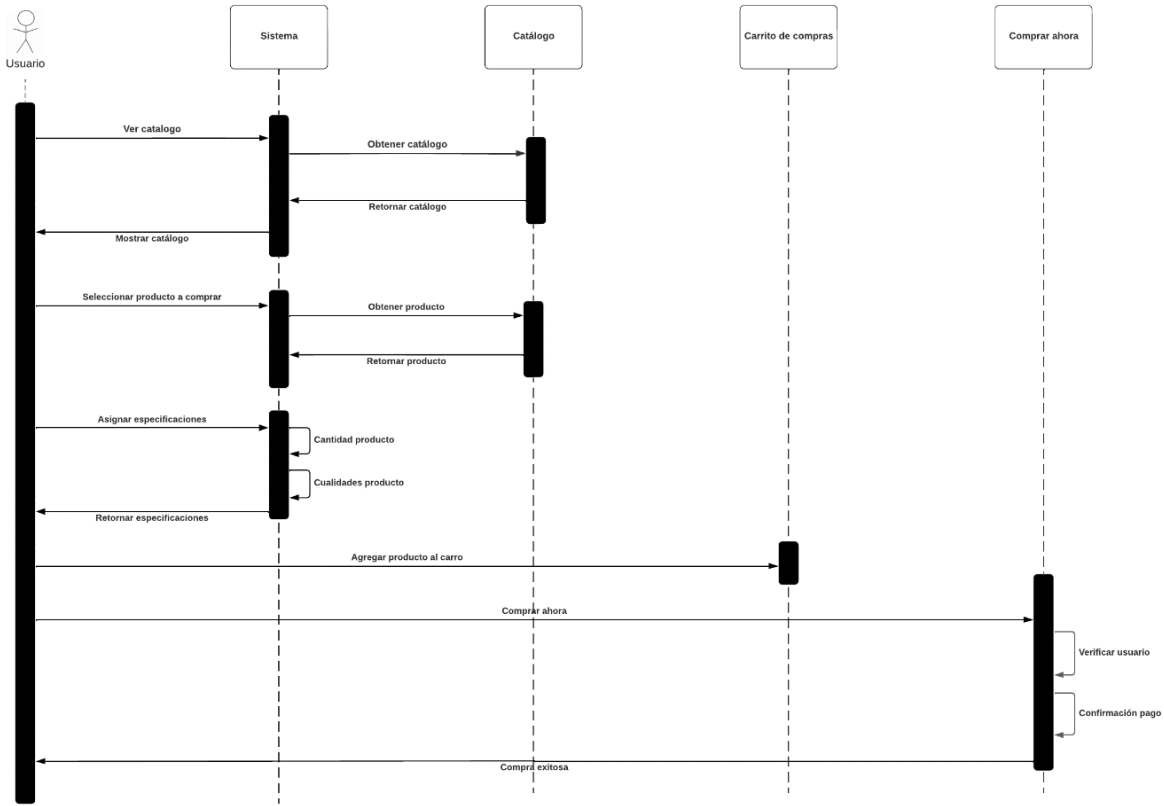 Usuario
Sistema
Catálogo
Carrito de compras
Comprar ahora
Ver catalogo
Obtener catálogo
Retornar catálogo
Mostrar catálogo
Seleccionar producto a comprar
Obtener producto
Retornar producto
Asignar especificaciones
Cantidad producto
Cualidades producto
Retornar especificaciones
Agregar producto al carro
Comprar ahora
Verificar usuario
Confirmación pago
Compra exitosa